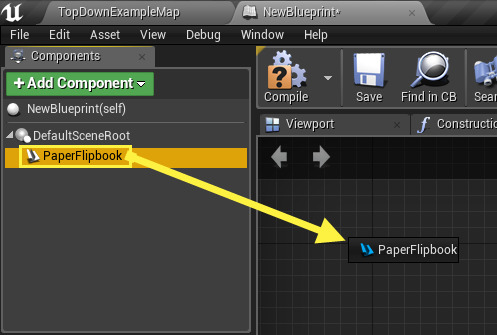 TopDownExampleMap
NewBlueprint*
File Edit Asset View Debug Window Help
Components
+ Add Component
NewBlueprint(self)
DefaultSceneRoot
PaperFlipbook
Compile
Save
Find in CB
Sear
Viewport
Constructio
PaperFlipbook